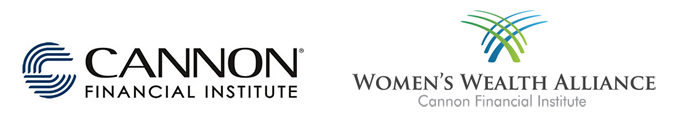 CANNON®
FINANCIAL INSTITUTE
WOMEN'S WEALTH ALLIANCE
Cannon Financial Institute